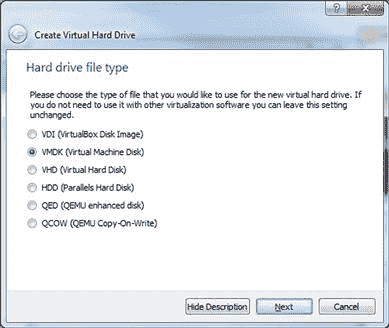 ?
Create Virtual Hard Drive
Hard drive file type
Please choose the type of file that you would like to use for the new virtual hard drive. If
you do not need to use it with other virtualization software you can leave this setting
unchanged.
VDI (VirtualBox Disk Image)
VMDK (Virtual Machine Disk)
VHD (Virtual Hard Disk)
HDD (Parallels Hard Disk)
QED (QEMU enhanced disk)
QCOW (QEMU Copy-On-Write)
Hide Description Next Cancel